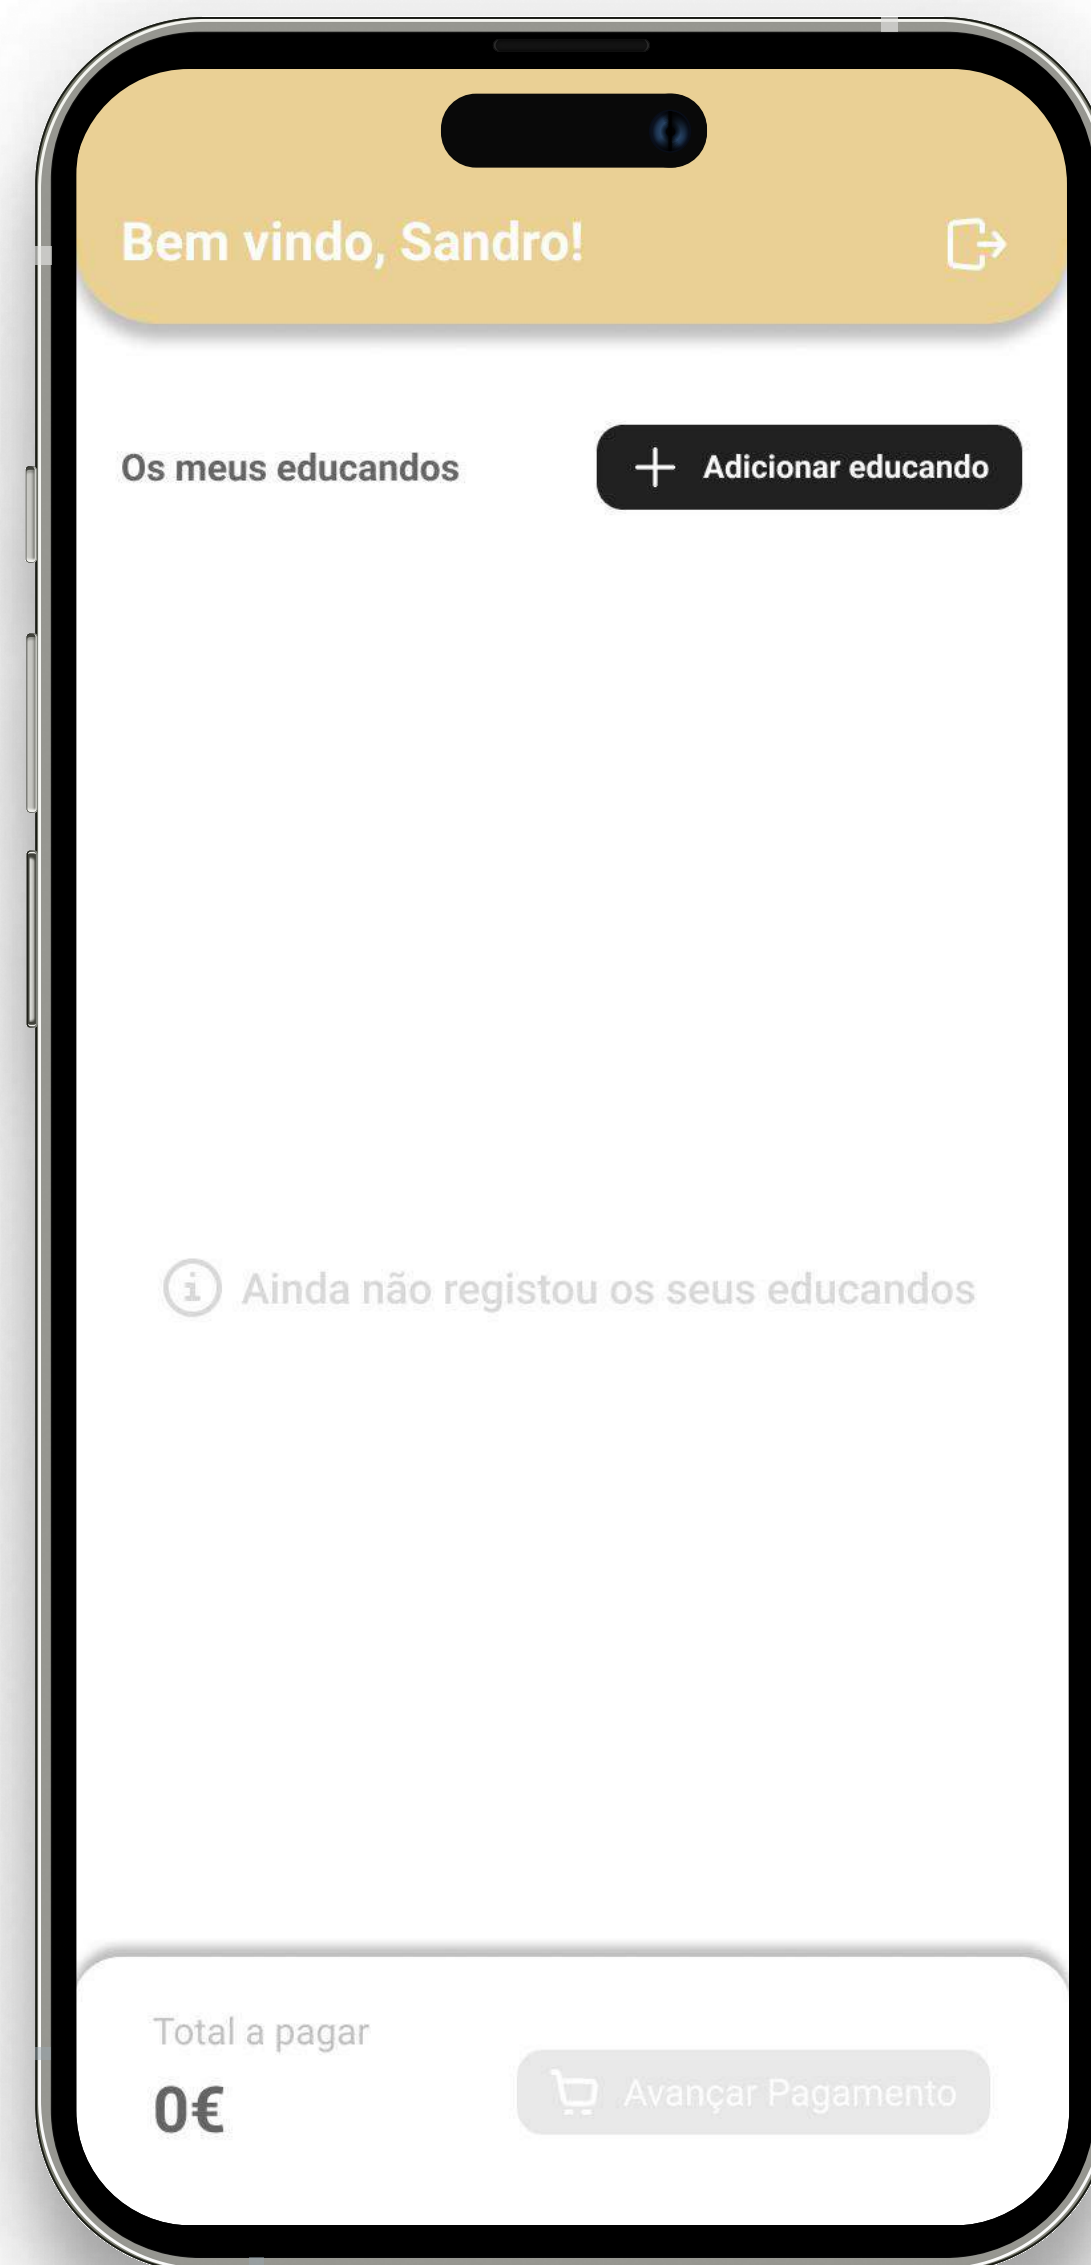 Bem vindo, Sandro!
Os meus educandos
Adicionar educando
Ainda não registou os seus educandos
Total a pagar
0€
Avançar Pagamento